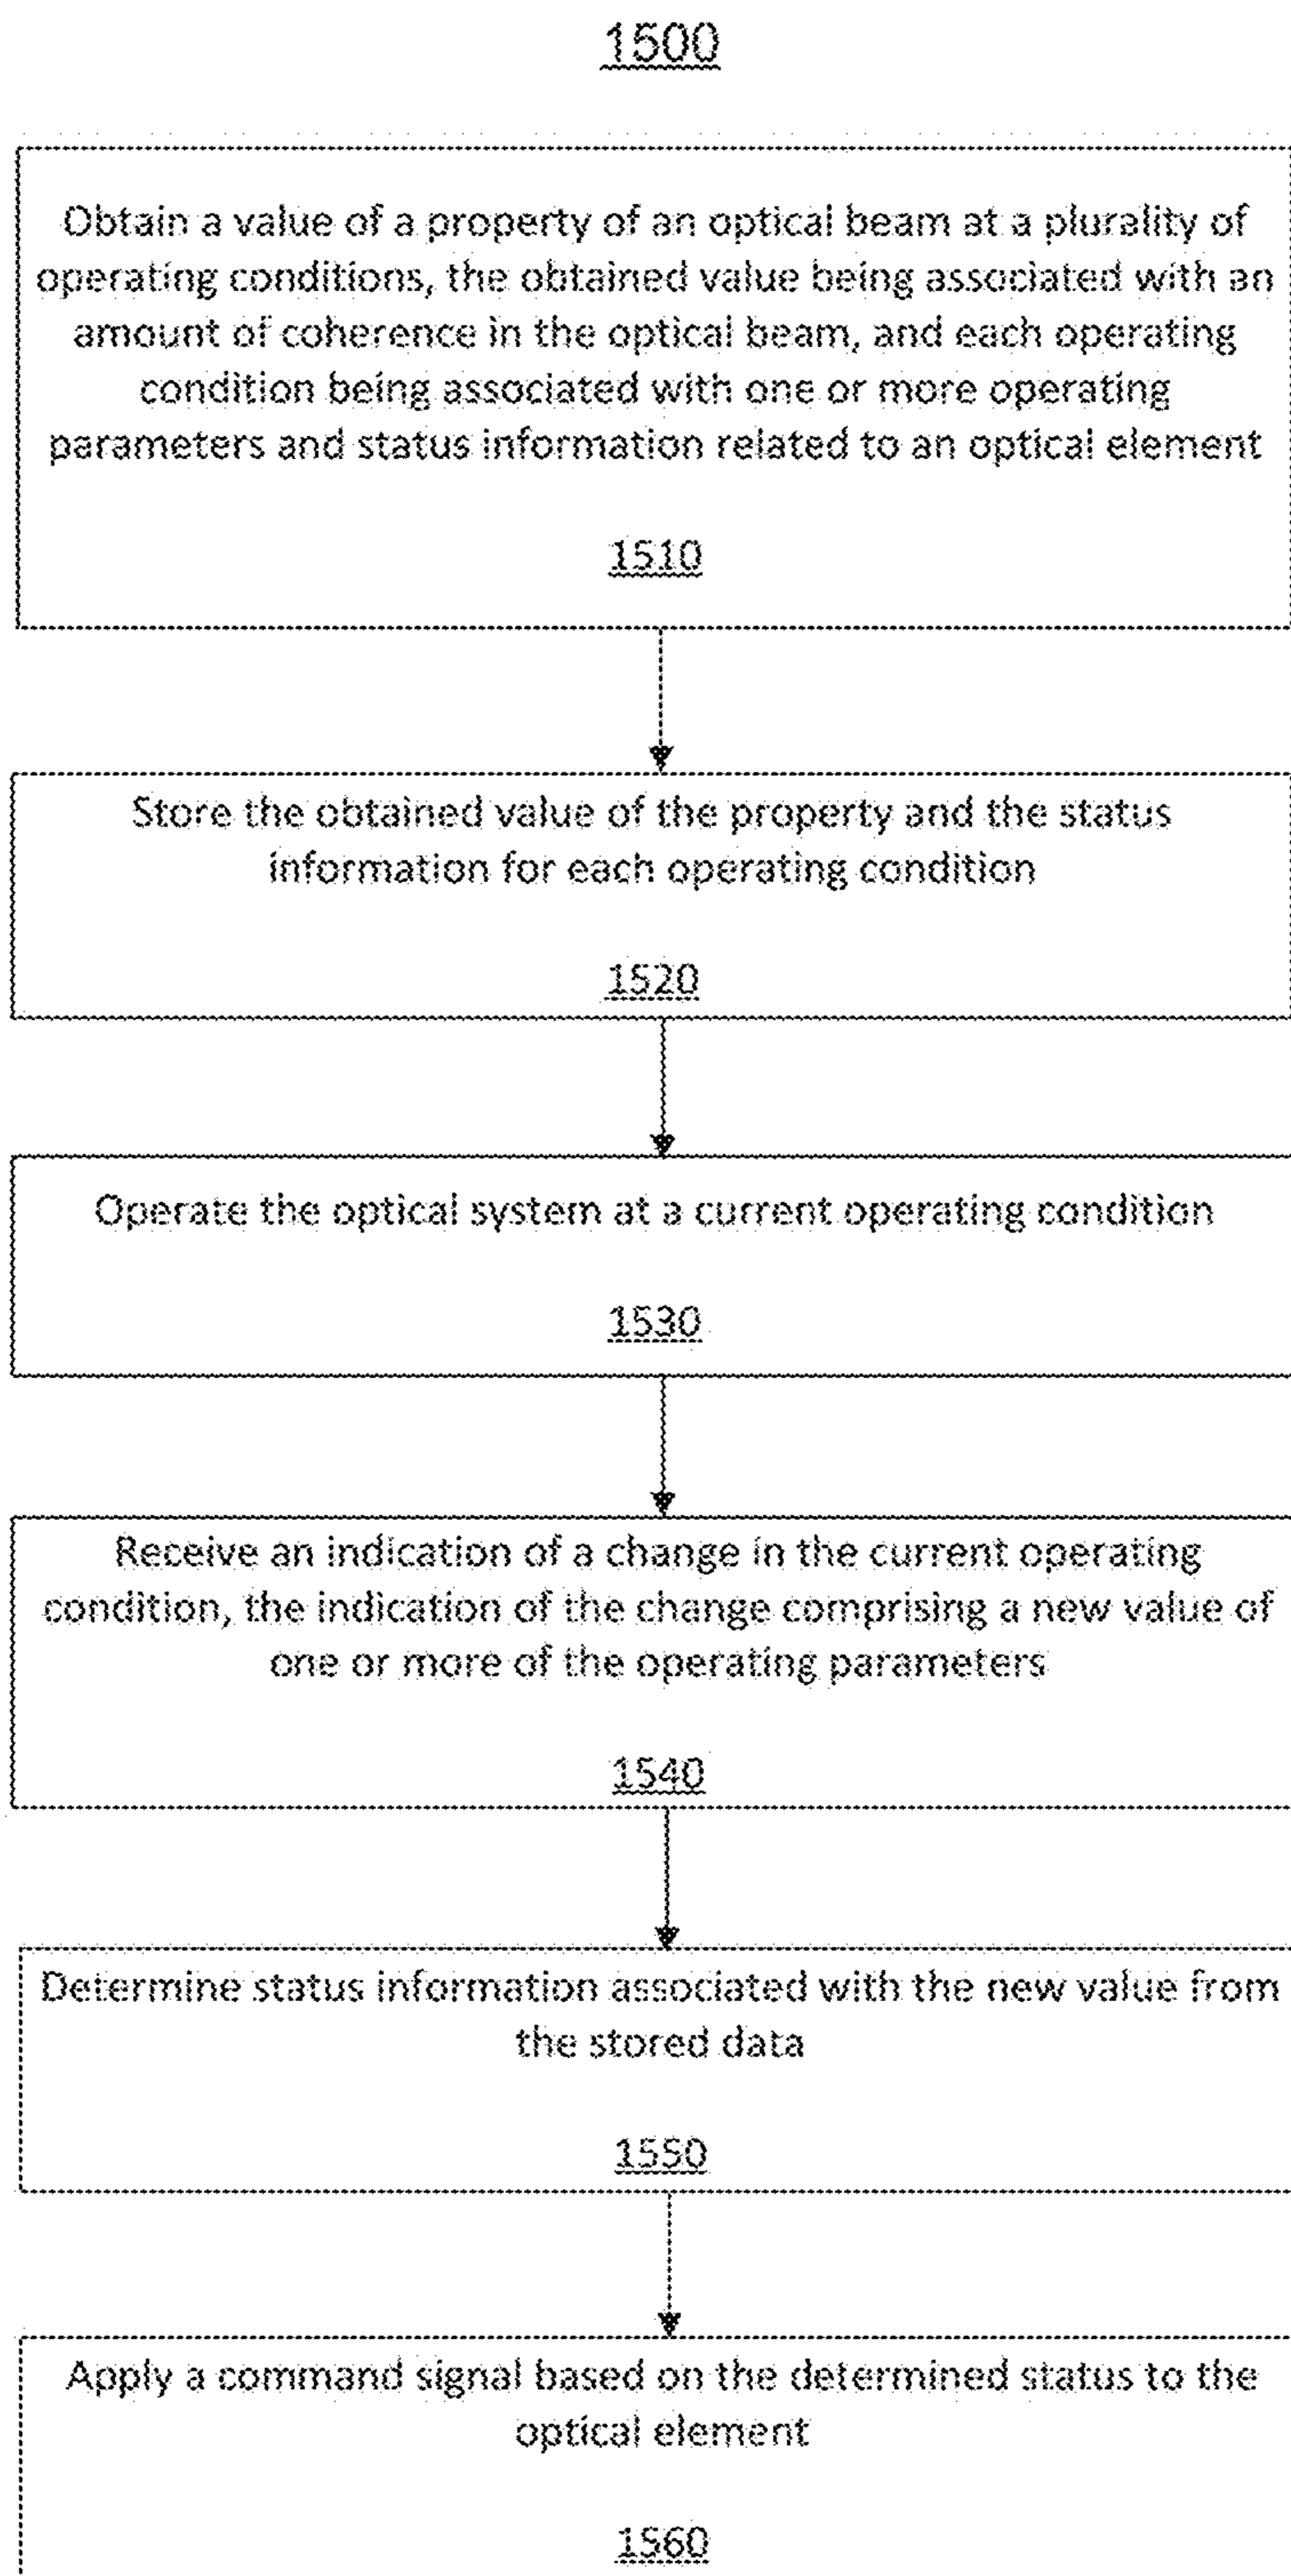 1500
Obtain a value of a property of an optical beam at a plurality of
operating conditions, the obtained value being associated with an
amount of coherence in the optical beam, and each operating
condition being associated with one or more operating
parameters and status information related to an optical element
1510
Store the obtained value of the property and the status
information for each operating condition
1520
Operate the optical system at a current operating condition
1530
Receive an indication of a change in the current operating
condition, the indication of the change comprising a new value of
one or more of the operating parameters
1540
Determine status information associated with the new value from
the stored data
1550
Apply a command signal based on the determined status to the
optical element
1560